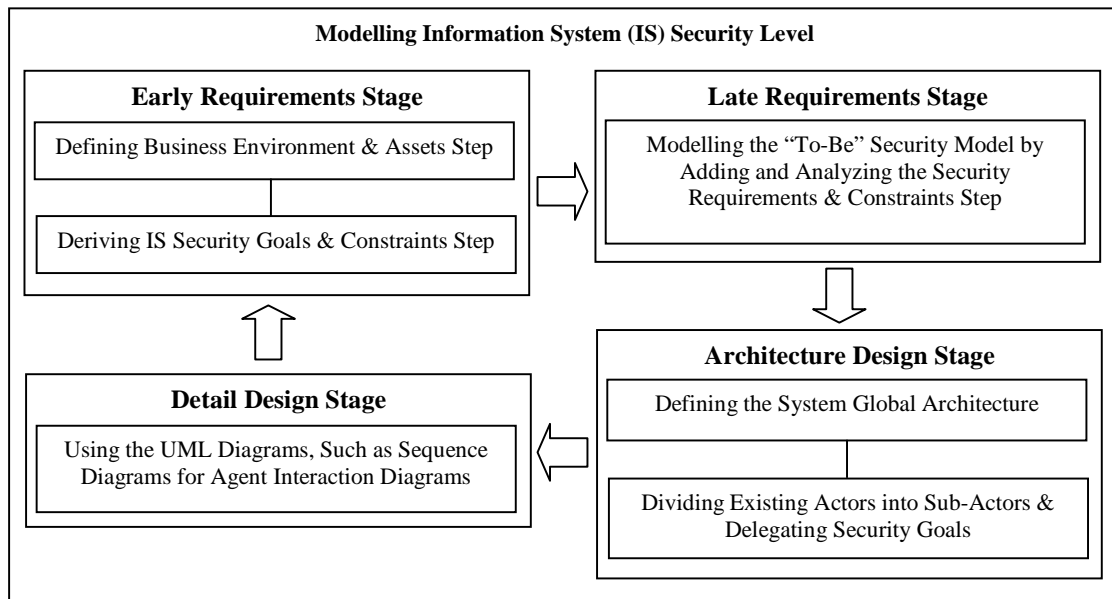 Modelling Information System (IS) Security Level
Early Requirements Stage
Defining Business Environment & Assets Step
Deriving IS Security Goals & Constraints Step
Late Requirements Stage
Modelling the “To-Be” Security Model by
Adding and Analyzing the Security
Requirements & Constraints Step
Architecture Design Stage
Defining the System Global Architecture
Dividing Existing Actors into Sub-Actors &
Delegating Security Goals
Detail Design Stage
Using the UML Diagrams, Such as Sequence
Diagrams for Agent Interaction Diagrams